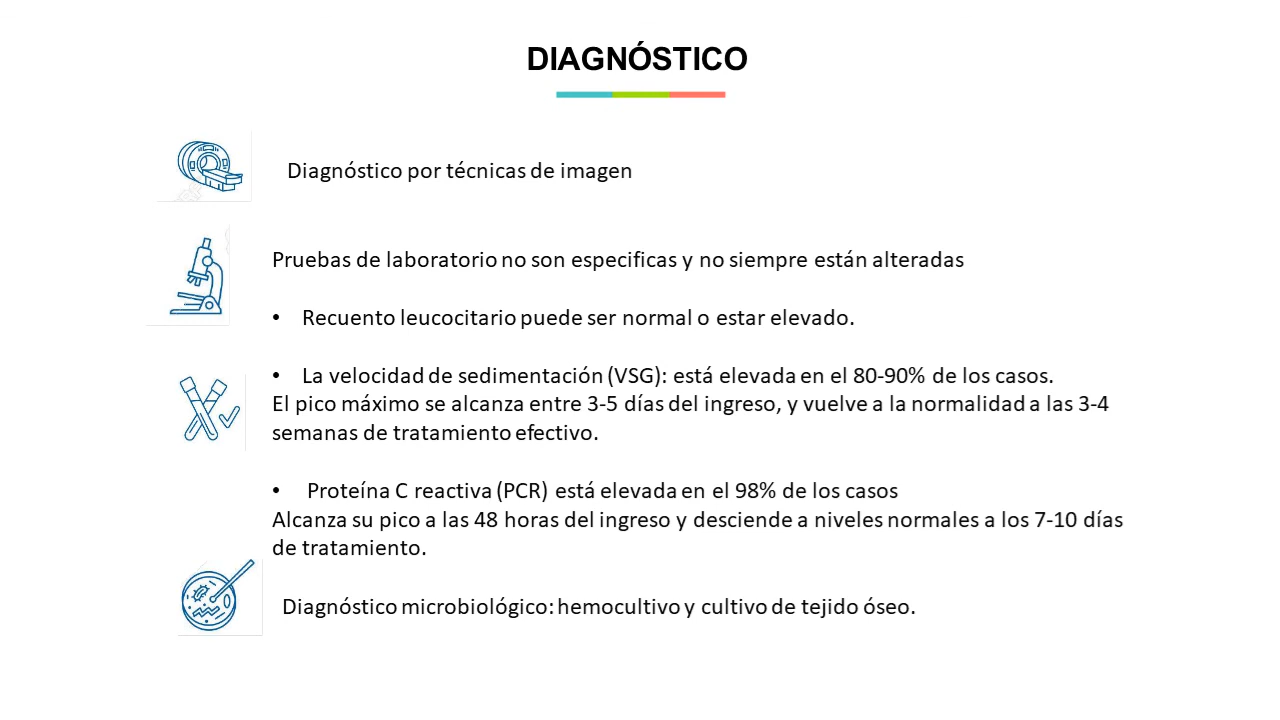 DIAGNÓSTICO
Diagnóstico por técnicas de imagen
Pruebas de laboratorio no son especificas y no siempre están alteradas
• Recuento leucocitario puede ser normal o estar elevado.
• La velocidad de sedimentación (VSG): está elevada en el 80-90% de los casos.
El pico máximo se alcanza entre 3-5 días del ingreso, y vuelve a la normalidad a las 3-4
semanas de tratamiento efectivo.
• Proteína C reactiva (PCR) está elevada en el 98% de los casos
Alcanza su pico a las 48 horas del ingreso y desciende a niveles normales a los 7-10 días
de tratamiento.
Diagnóstico microbiológico: hemocultivo y cultivo de tejido óseo.